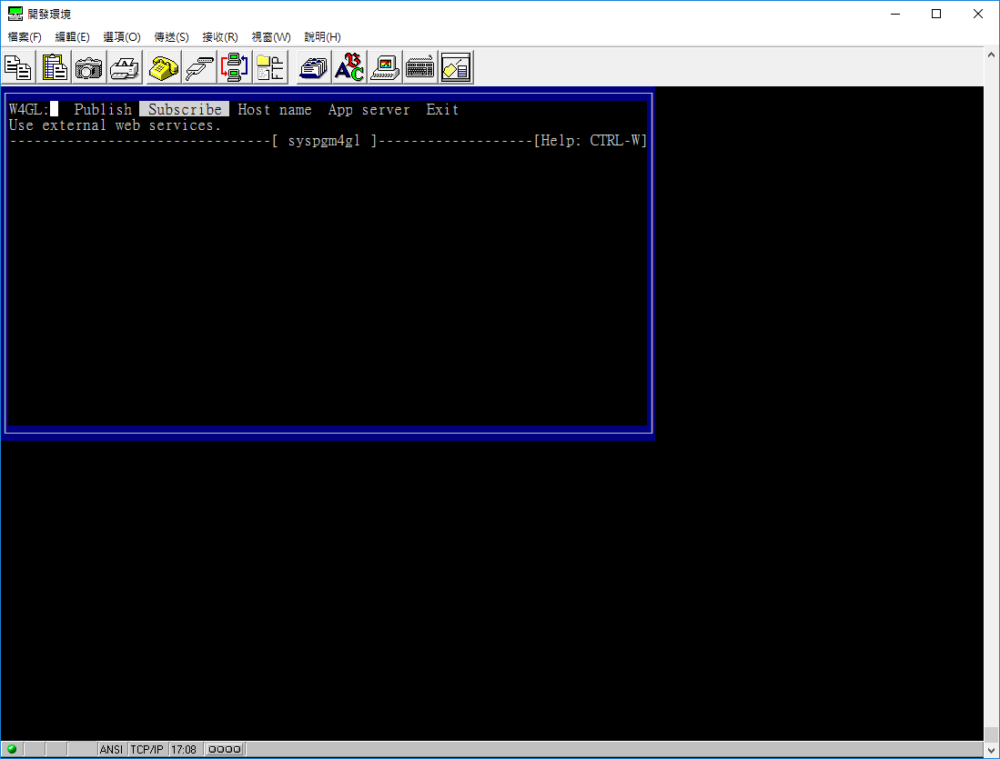 開發環境
檔案(F) 編輯(E) 選項(O) 傳送(S) 接收(R) 視窗(W) 說明(H)
W4GL: Publish Subscribe Host name App server Exit
Use external web services.
--------------------------------[ syspgm4gl ]-------------------[Help: CTRL-W]
ANSI TCP/IP 17:08